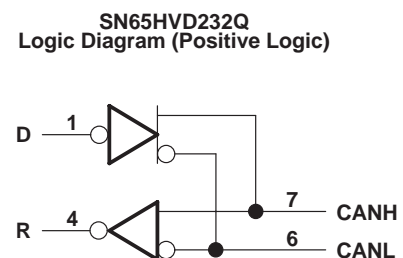 SN65HVD232Q
Logic Diagram (Positive Logic)
D 1
7 CANH
R 4
6 CANL